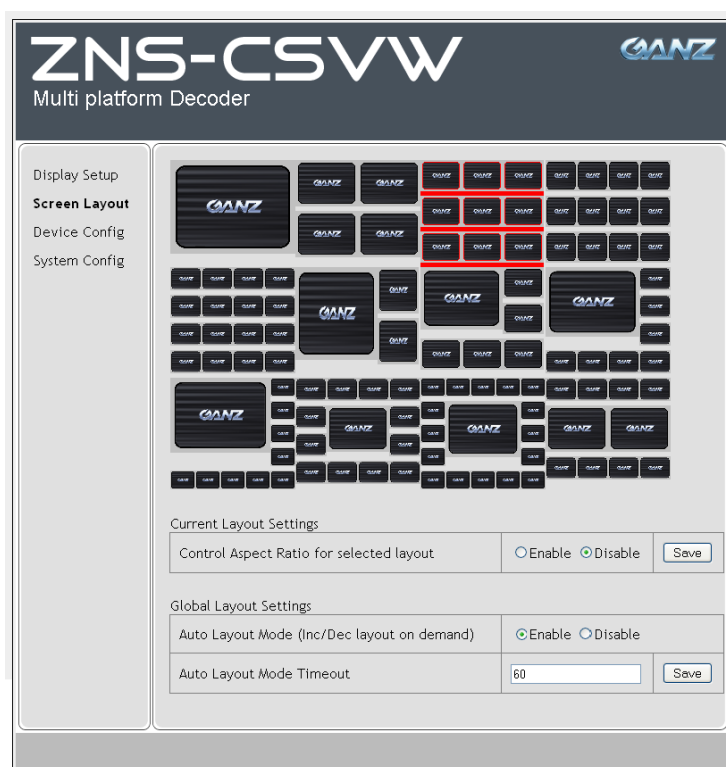 ZNS-CSVW
GANZ
Multi platform Decoder
Display Setup
Screen Layout
Device Config
System Config
Current Layout Settings
Control Aspect Ratio for selected layout Enable Disable Save
Global Layout Settings
Auto Layout Mode (Inc/Dec layout on demand) Enable Disable
Auto Layout Mode Timeout 60 Save